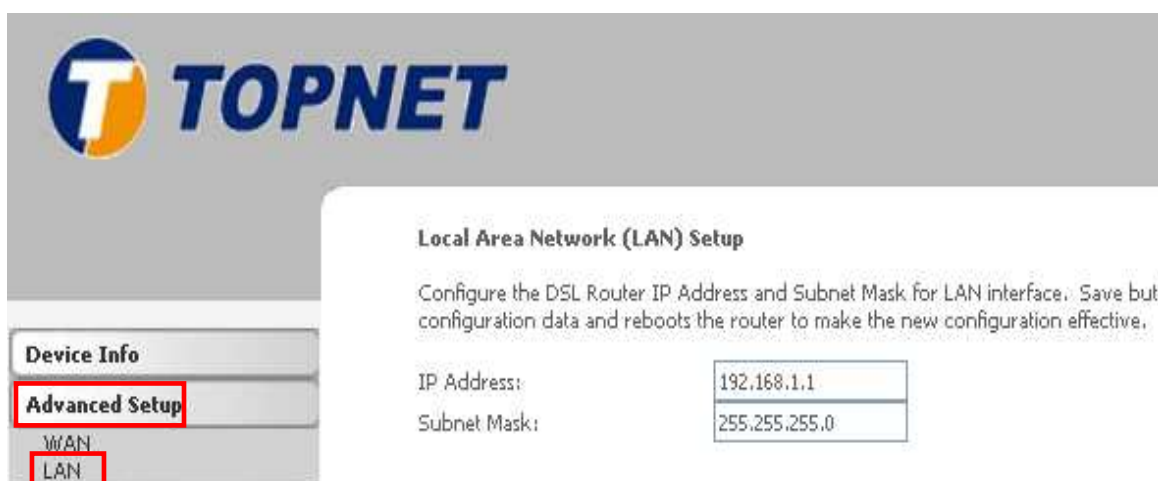 TOPNET
Local Area Network (LAN) Setup
Configure the DSL Router IP Address and Subnet Mask for LAN interface. Save but
configuration data and reboots the router to make the new configuration effective.
Device Info
Advanced Setup
WAN
LAN
IP Address: 192.168.1.1
Subnet Mask: 255.255.255.0